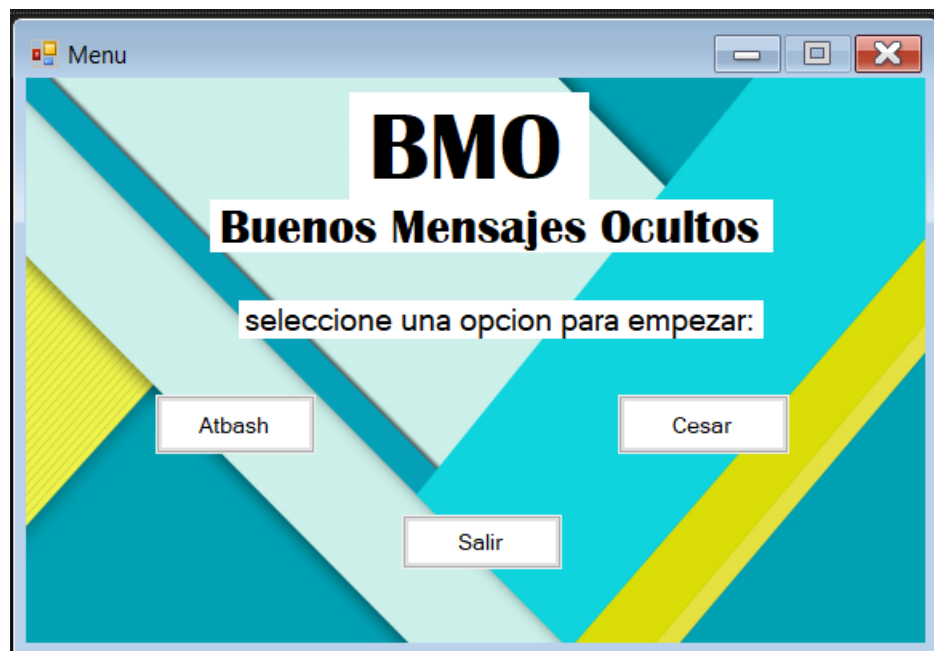 Menu
BMO
Buenos Mensajes Ocultos
seleccione una opcion para empezar:
Atbash
Cesar
Salir